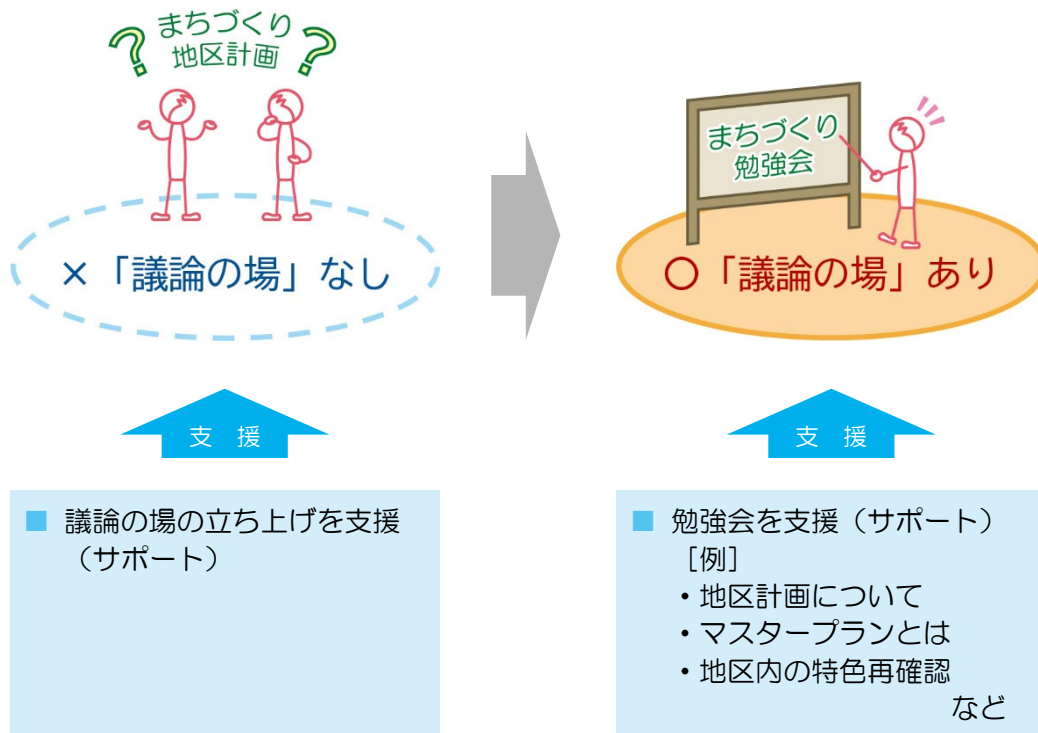 ? まちづくり ?
地区計画
×「議論の場」なし
まちづくり
勉強会
〇「議論の場」あり
支 援
■ 議論の場の立ち上げを支援
（サポート）
支 援
■ 勉強会を支援（サポート）
［例］
・地区計画について
・マスタープランとは
・地区内の特色再確認
など